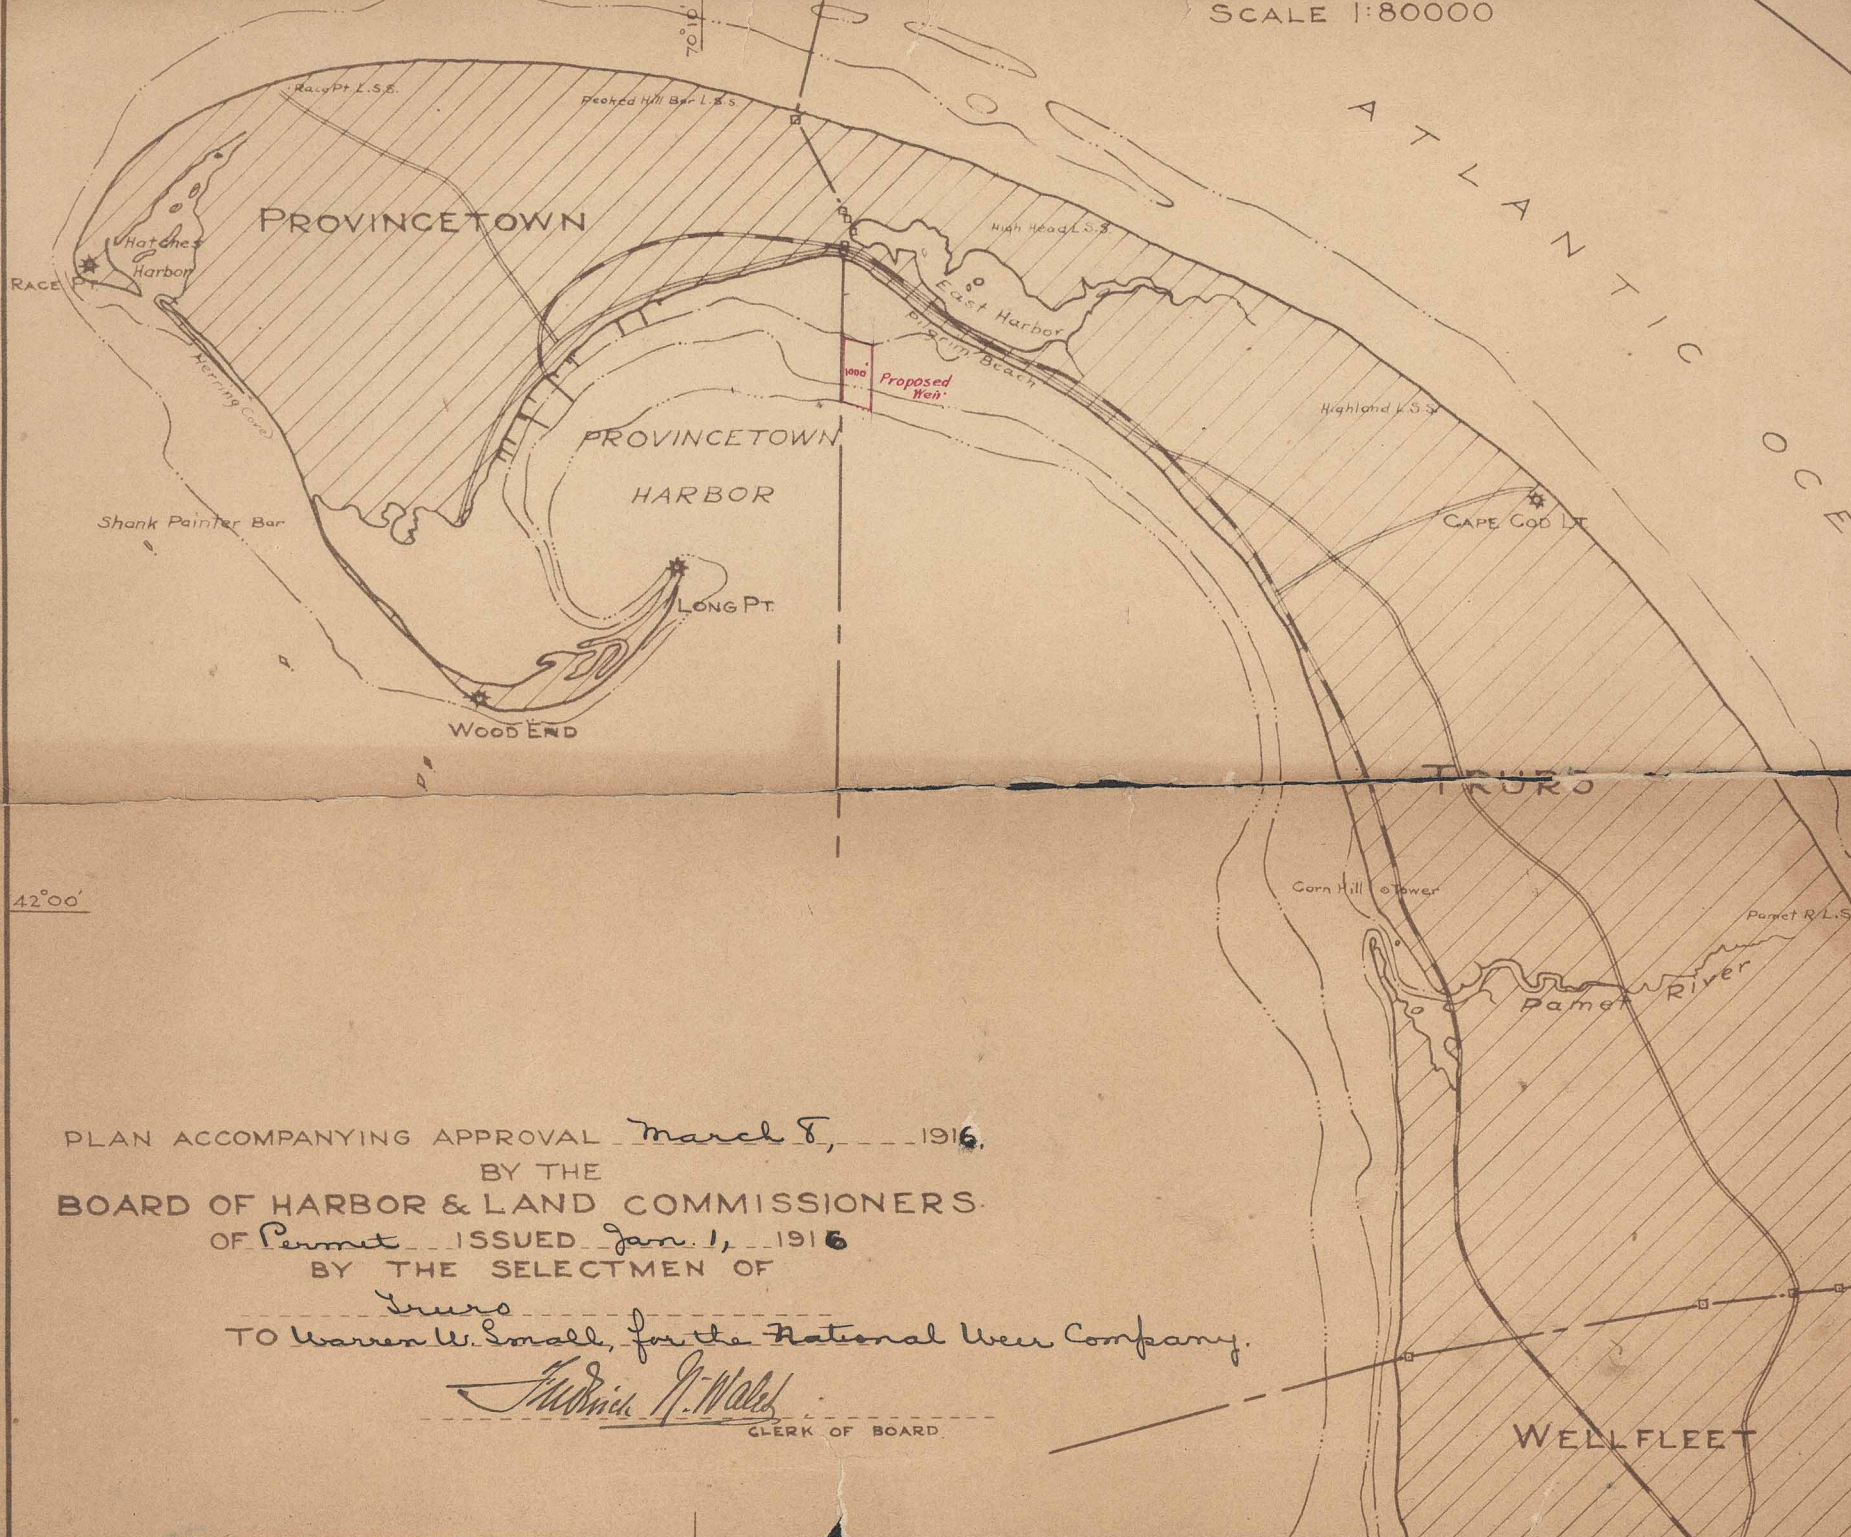 SCALE 1:80000
70°10'
Race Pt L.S.S.
Peaked Hill Bar L.S.S.
ATLANTIC OCE
PROVINCETOWN
High Head L.S.S.
Hatches
Harbor
RACE PT.
East Harbor
Pilgrim Beach
Herring Cove
1000'
Proposed
Weir
Highland L.S.S.
PROVINCETOWN
HARBOR
Shank Painter Bar
CAPE COD LT.
LONG PT.
WOOD END
TRURO
42°00'
Corn Hill Tower
Pamet R L.S
Pamet River
PLAN ACCOMPANYING APPROVAL March 8, 1916.
BY THE
BOARD OF HARBOR & LAND COMMISSIONERS
OF Permit ISSUED Jan. 1, 1916
BY THE SELECTMEN OF
Truro
TO Warren W. Small, for the National Weir Company.
Fredrick N. Wales
CLERK OF BOARD.
WELLFLEET